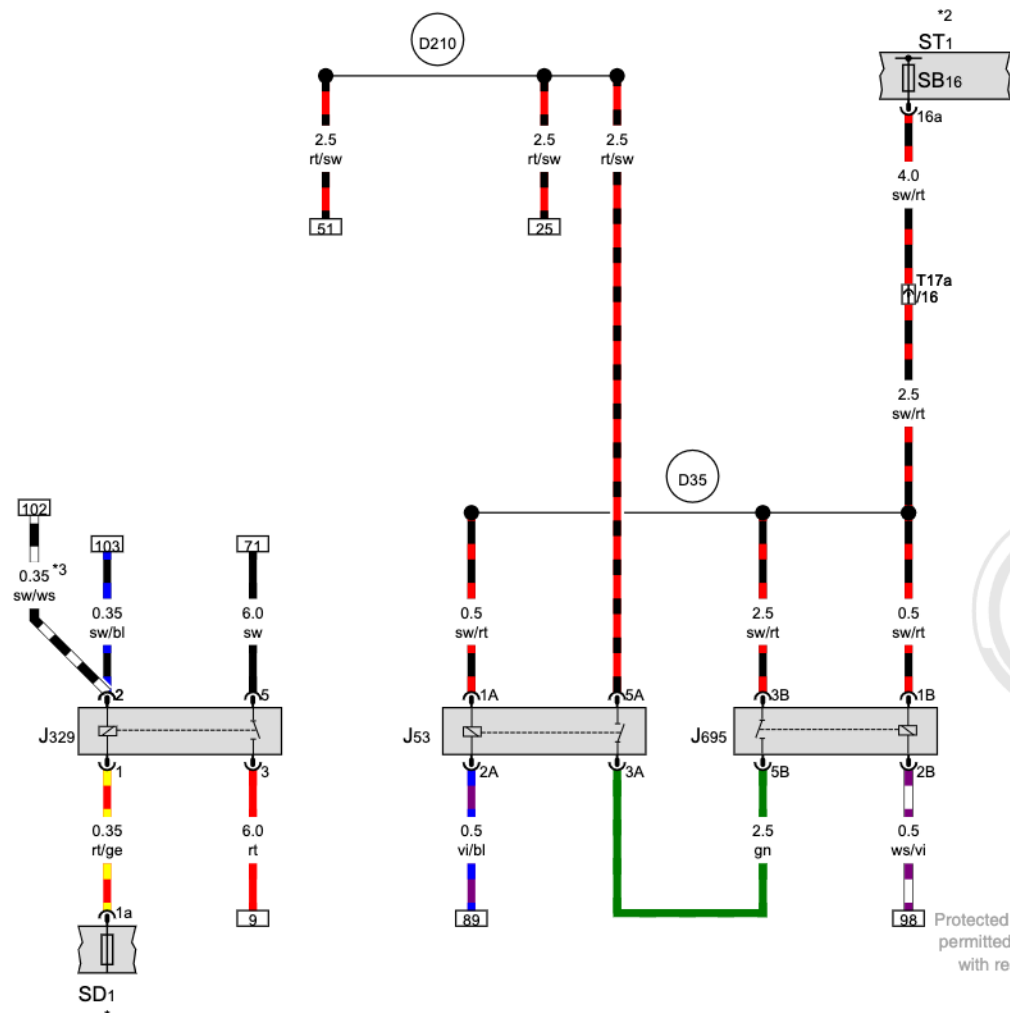 *2
D210
ST1
SB16
16a
2.5
rt/sw
2.5
rt/sw
2.5
rt/sw
4.0
sw/rt
51
25
T17a
/16
2.5
sw/rt
D35
102
103
71
0.35 *3
sw/ws
0.35
sw/bl
6.0
sw
0.5
sw/rt
2.5
sw/rt
0.5
sw/rt
2
5
1A
5A
3B
1B
J329
J53
J695
1
3
2A
3A
5B
2B
0.35
rt/ge
6.0
rt
0.5
vi/bl
2.5
gn
0.5
ws/vi
1a
9
89
98
Protected
permitted
with re
SD1
*